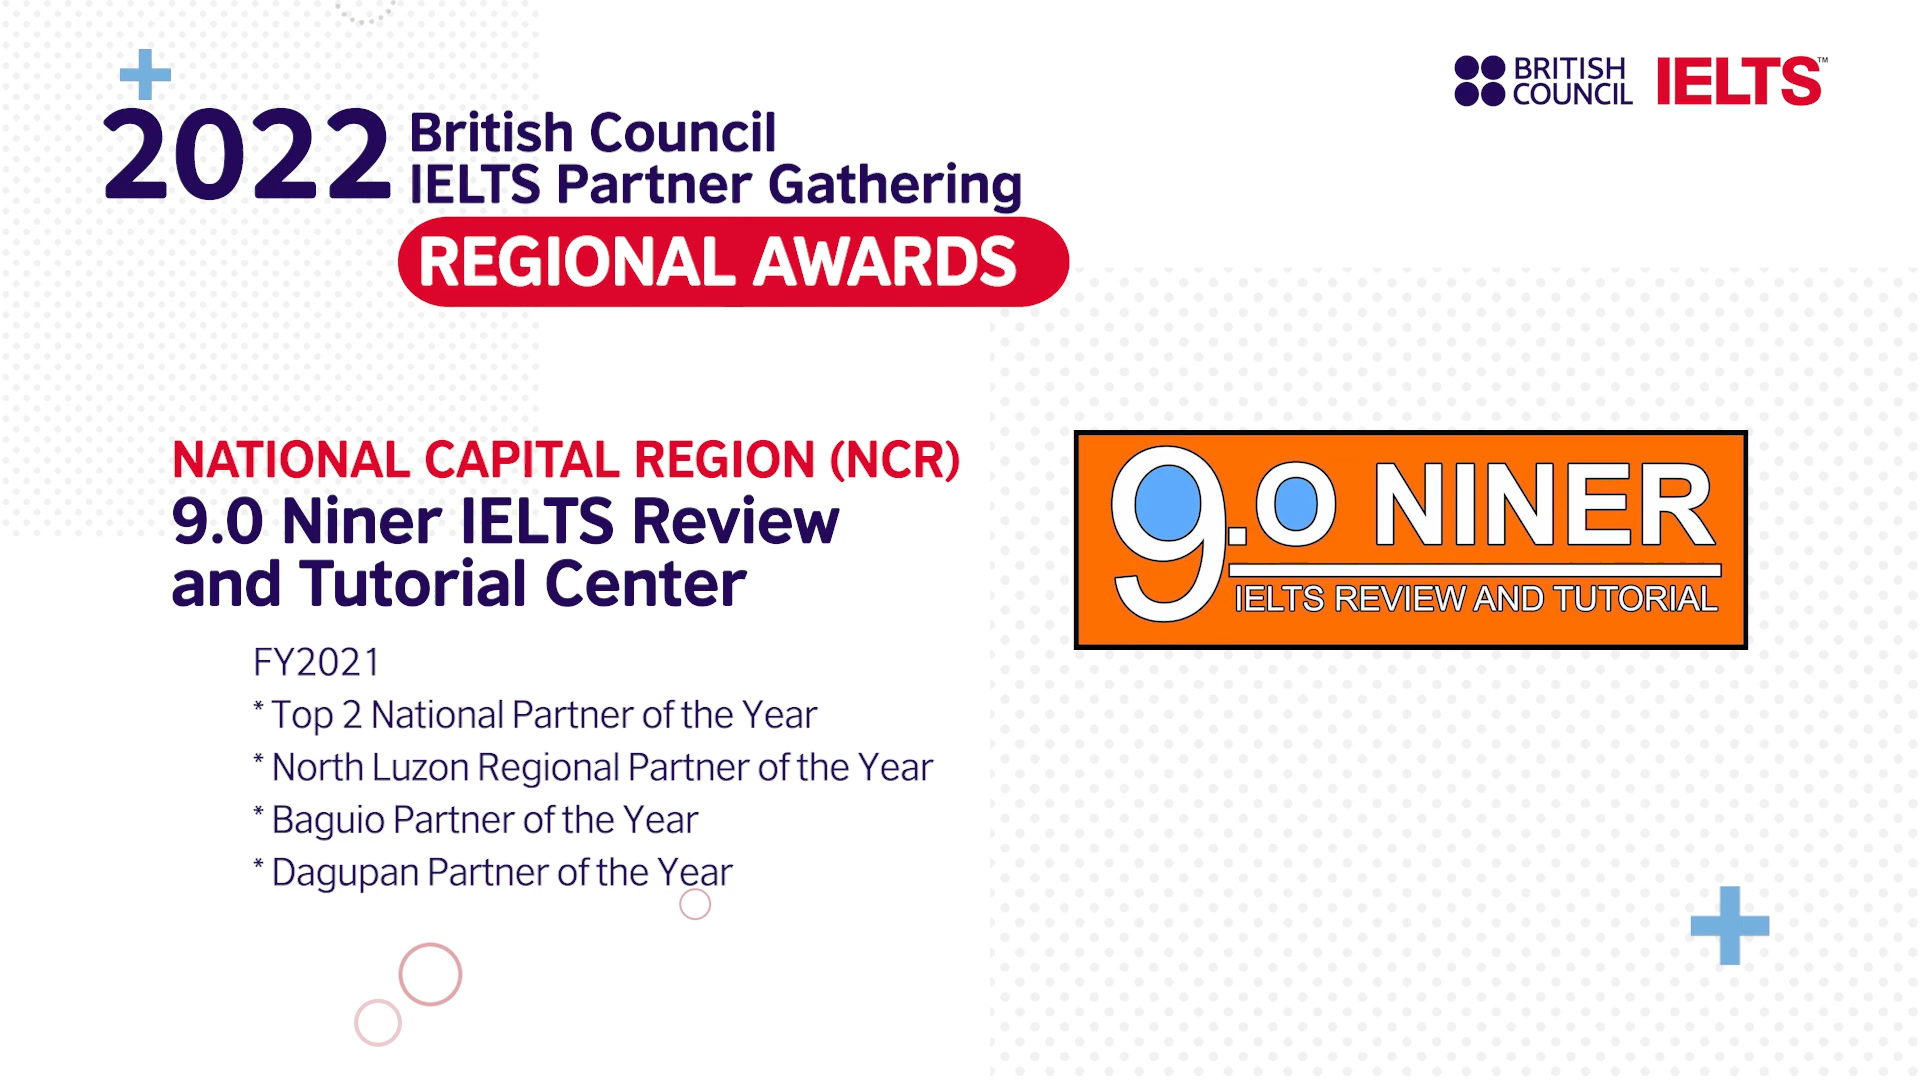 2022
British Council
IELTS Partner Gathering
REGIONAL AWARDS
BRITISH
COUNCIL
IELTS™
NATIONAL CAPITAL REGION (NCR)
9.0 Niner IELTS Review
and Tutorial Center
FY2021
* Top 2 National Partner of the Year
* North Luzon Regional Partner of the Year
* Baguio Partner of the Year
* Dagupan Partner of the Year
9.0 NINER
IELTS REVIEW AND TUTORIAL